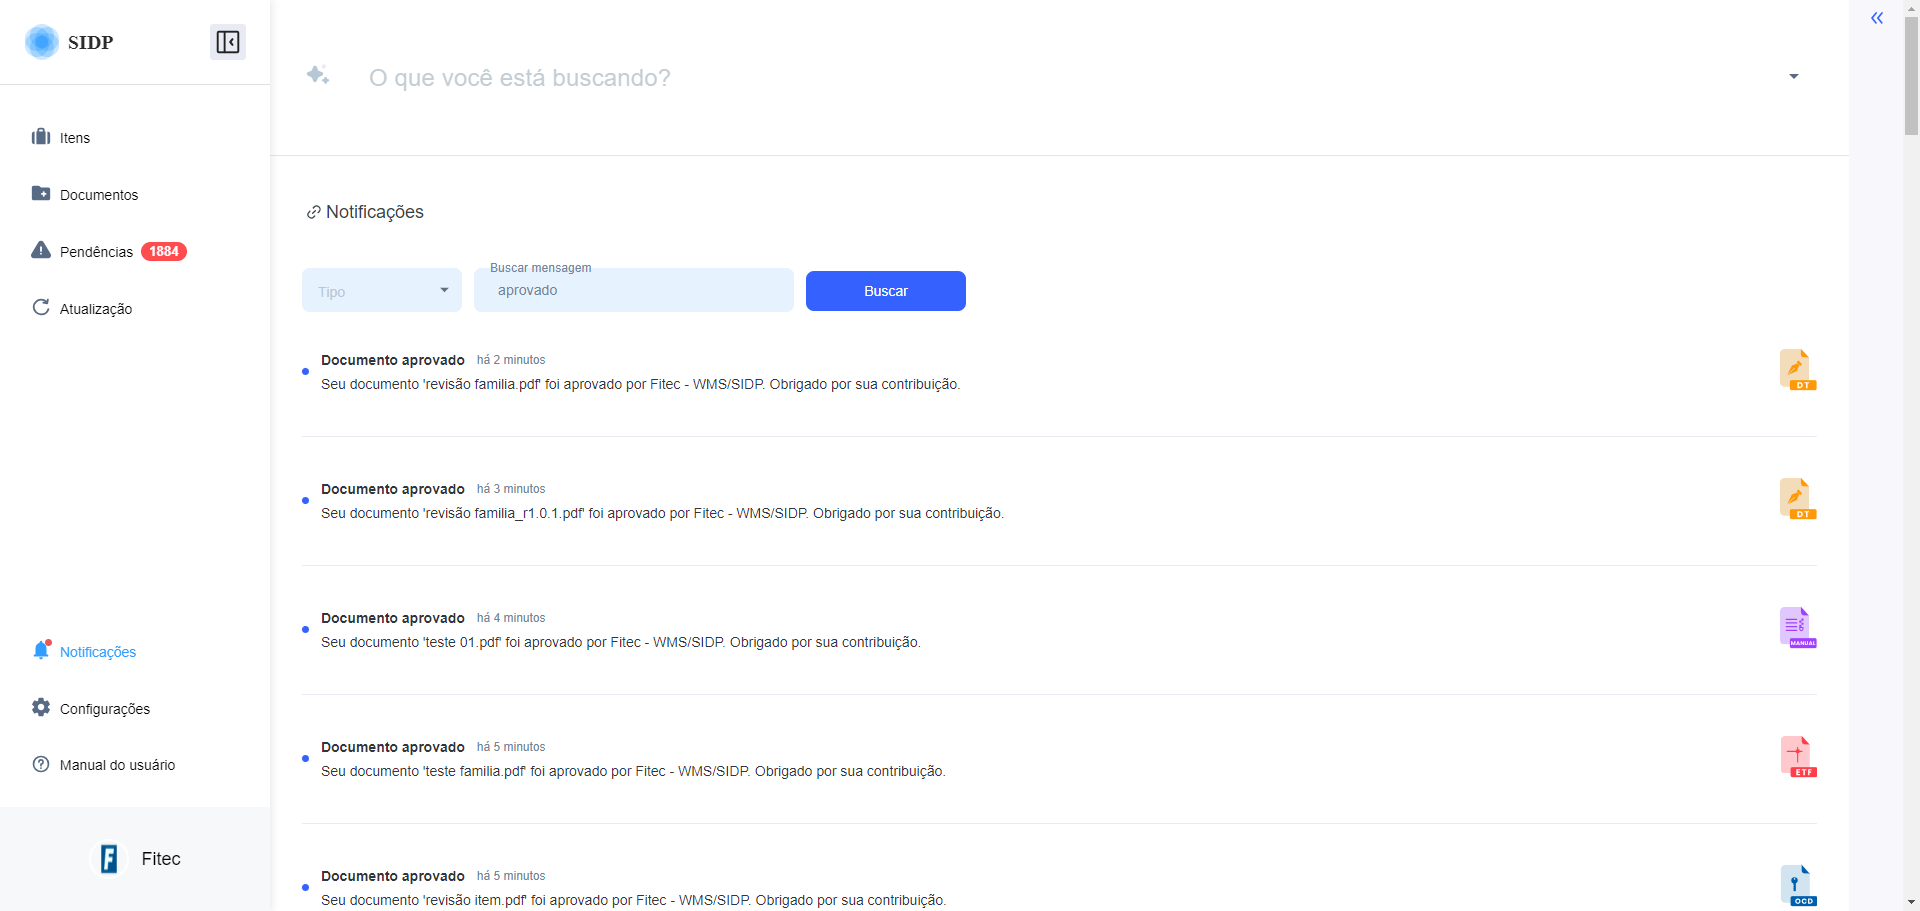 SIDP
Itens
Documentos
Pendências 1884
Atualização
Notificações
Configurações
Manual do usuário
Fitec
O que você está buscando?
Notificações
Tipo
Buscar mensagem
aprovado
Buscar
Documento aprovado há 2 minutos
Seu documento 'revisão familia.pdf' foi aprovado por Fitec - WMS/SIDP. Obrigado por sua contribuição.
DT
Documento aprovado há 3 minutos
Seu documento 'revisão familia_r1.0.1.pdf' foi aprovado por Fitec - WMS/SIDP. Obrigado por sua contribuição.
DT
Documento aprovado há 4 minutos
Seu documento 'teste 01.pdf' foi aprovado por Fitec - WMS/SIDP. Obrigado por sua contribuição.
MANUAL
Documento aprovado há 5 minutos
Seu documento 'teste familia.pdf' foi aprovado por Fitec - WMS/SIDP. Obrigado por sua contribuição.
ETF
Documento aprovado há 5 minutos
Seu documento 'revisão item.pdf' foi aprovado por Fitec - WMS/SIDP. Obrigado por sua contribuição.
OCD